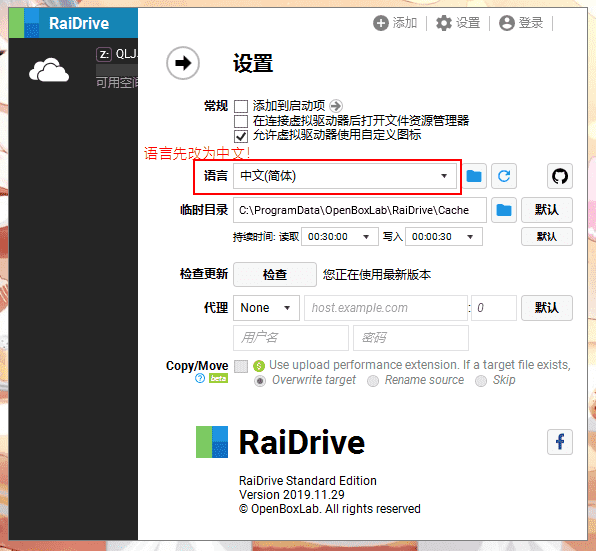 RaiDrive
添加
设置
登录
Z: QLJ
可用空间
设置
常规
添加到启动项
在连接虚拟驱动器后打开文件资源管理器
允许虚拟驱动器使用自定义图标
语言先改为中文!
语言 中文(简体)
临时目录 C:\ProgramData\OpenBoxLab\RaiDrive\Cache 默认
持续时间: 读取 00:30:00 写入 00:00:30 默认
检查更新 检查 您正在使用最新版本
代理 None host.example.com : 0 默认
用户名 密码
Copy/Move $ Use upload performance extension. If a target file exists,
? beta Overwrite target Rename source Skip
RaiDrive
RaiDrive Standard Edition
Version 2019.11.29
© OpenBoxLab. All rights reserved